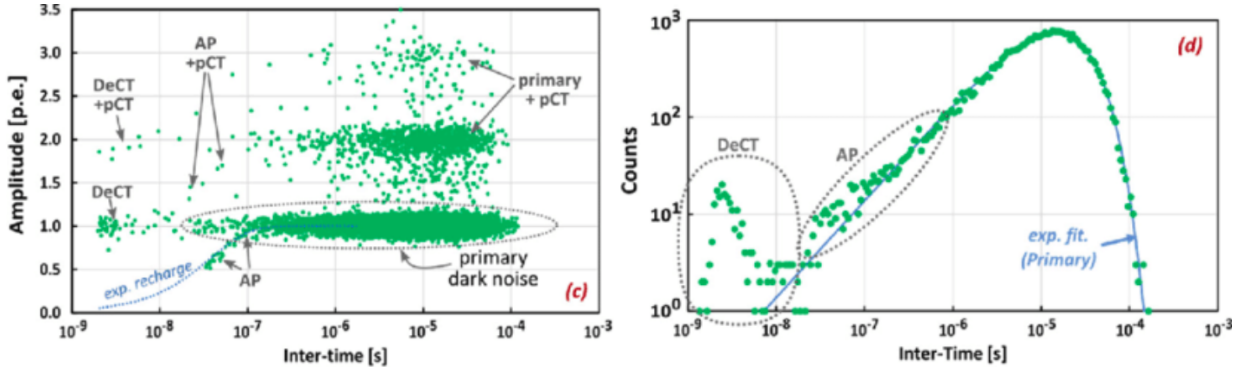 3.5
3.0
2.5
2.0
1.5
1.0
0.5
0.0
Amplitude [p.e.]
AP
+pCT
DeCT
+pCT
primary
+ pCT
DeCT
exp. recharge
AP
primary
dark noise
(c)
10-9
10-8
10-7
10-6
10-5
10-4
10-3
Inter-time [s]
10³
10²
10¹
10⁰
Counts
(d)
DeCT
AP
exp. fit.
(Primary)
10-9
10-8
10-7
10-6
10-5
10-4
10-3
Inter-Time [s]